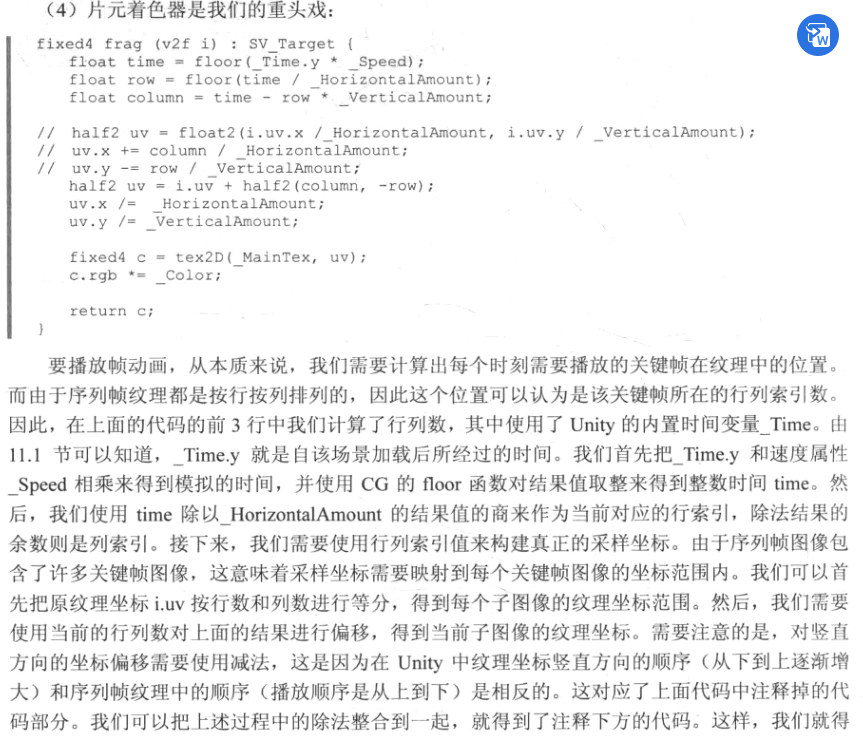 （4）片元着色器是我们的重头戏：
fixed4 frag (v2f i) : SV_Target {
float time = floor(_Time.y * _Speed);
float row = floor(time / _HorizontalAmount);
float column = time - row * _VerticalAmount;
// half2 uv = float2(i.uv.x /_HorizontalAmount, i.uv.y / _VerticalAmount);
// uv.x += column / _HorizontalAmount;
// uv.y -= row / _VerticalAmount;
half2 uv = i.uv + half2(column, -row);
uv.x /= _HorizontalAmount;
uv.y /= _VerticalAmount;
fixed4 c = tex2D(_MainTex, uv);
c.rgb *= _Color;
return c;
}
要播放帧动画，从本质来说，我们需要计算出每个时刻需要播放的关键帧在纹理中的位置。
而由于序列帧纹理都是按行按列排列的，因此这个位置可以认为是该关键帧所在的行列索引数。
因此，在上面的代码的前 3 行中我们计算了行列数，其中使用了 Unity 的内置时间变量_Time。由
11.1 节可以知道，_Time.y 就是自该场景加载后所经过的时间。我们首先把_Time.y 和速度属性
_Speed 相乘来得到模拟的时间，并使用 CG 的 floor 函数对结果值取整来得到整数时间 time。然
后，我们使用 time 除以_HorizontalAmount 的结果值的商来作为当前对应的行索引，除法结果的
余数则是列索引。接下来，我们需要使用行列索引值来构建真正的采样坐标。由于序列帧图像包
含了许多关键帧图像，这意味着采样坐标需要映射到每个关键帧图像的坐标范围内。我们可以首
先把原纹理坐标 i.uv 按行数和列数进行等分，得到每个子图像的纹理坐标范围。然后，我们需要
使用当前的行列数对上面的结果进行偏移，得到当前子图像的纹理坐标。需要注意的是，对竖直
方向的坐标偏移需要使用减法，这是因为在 Unity 中纹理坐标竖直方向的顺序（从下到上逐渐增
大）和序列帧纹理中的顺序（播放顺序是从上到下）是相反的。这对应了上面代码中注释掉的代
码部分。我们可以把上述过程中的除法整合到一起，就得到了注释下方的代码。这样，我们就得
W